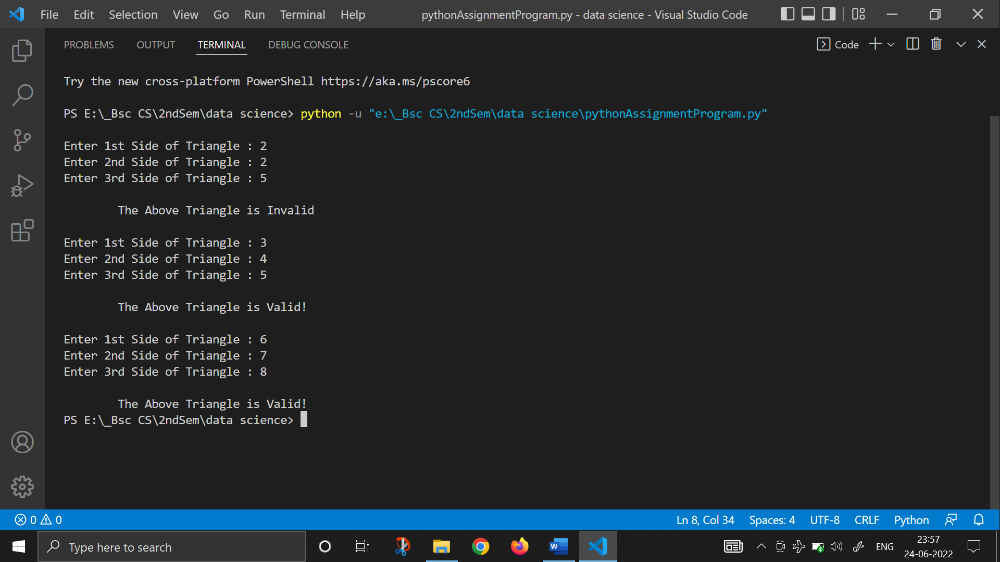 File Edit Selection View Go Run Terminal Help pythonAssignmentProgram.py - data science - Visual Studio Code
PROBLEMS OUTPUT TERMINAL DEBUG CONSOLE Code
Try the new cross-platform PowerShell https://aka.ms/pscore6
PS E:\_Bsc CS\2ndSem\data science> python -u "e:\_Bsc CS\2ndSem\data science\pythonAssignmentProgram.py"
Enter 1st Side of Triangle : 2
Enter 2nd Side of Triangle : 2
Enter 3rd Side of Triangle : 5
The Above Triangle is Invalid
Enter 1st Side of Triangle : 3
Enter 2nd Side of Triangle : 4
Enter 3rd Side of Triangle : 5
The Above Triangle is Valid!
Enter 1st Side of Triangle : 6
Enter 2nd Side of Triangle : 7
Enter 3rd Side of Triangle : 8
The Above Triangle is Valid!
PS E:\_Bsc CS\2ndSem\data science>
0 0 Ln 8, Col 34 Spaces: 4 UTF-8 CRLF Python
Type here to search W ENG 23:57
24-06-2022